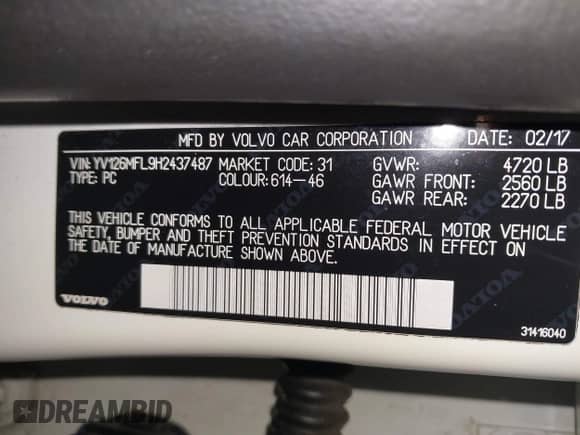 MFD BY VOLVO CAR CORPORATION DATE: 02/17
VIN: YV126MFL9H2437487 MARKET CODE: 31 GVWR: 4720 LB
TYPE: PC COLOUR: 614-46 GAWR FRONT: 2560 LB
GAWR REAR: 2270 LB
THIS VEHICLE CONFORMS TO ALL APPLICABLE FEDERAL MOTOR VEHICLE
SAFETY, BUMPER AND THEFT PREVENTION STANDARDS IN EFFECT ON
THE DATE OF MANUFACTURE SHOWN ABOVE.
VOLVO
31416040
DREAMBID